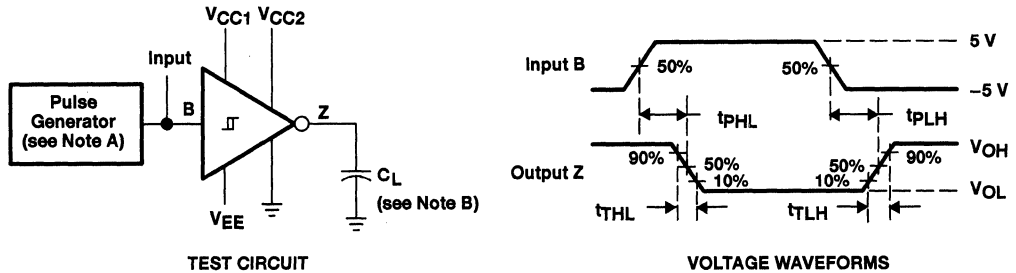 VCC1 VCC2
Input
B
Z
Pulse
Generator
(see Note A)
CL
(see Note B)
VEE
TEST CIRCUIT
5 V
Input B
50%
50%
–5 V
tPHL
tPLH
Output Z
90%
50%
10%
50%
10%
90%
VOH
VOL
tTHL
tTLH
VOLTAGE WAVEFORMS